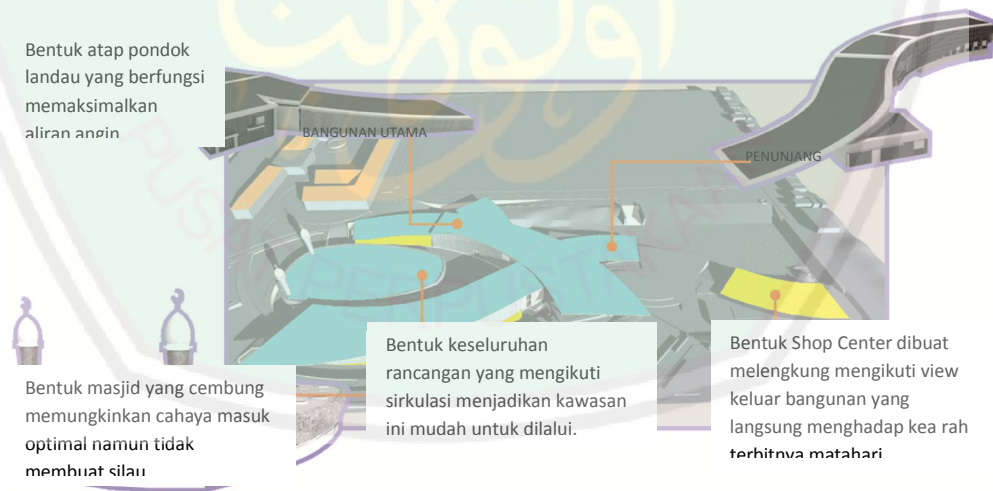 Bentuk atap pondok
landau yang berfungsi
memaksimalkan
aliran angin
BANGUNAN UTAMA
PENUNJANG
Bentuk masjid yang cembung
memungkinkan cahaya masuk
optimal namun tidak
membuat silau
Bentuk keseluruhan
rancangan yang mengikuti
sirkulasi menjadikan kawasan
ini mudah untuk dilalui.
Bentuk Shop Center dibuat
melengkung mengikuti view
keluar bangunan yang
langsung menghadap kea rah
terbitnya matahari
PUSAT PERPUSTAKAAN